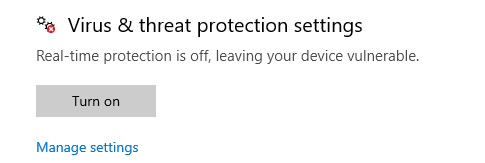 Virus & threat protection settings
Real-time protection is off, leaving your device vulnerable.
Turn on
Manage settings